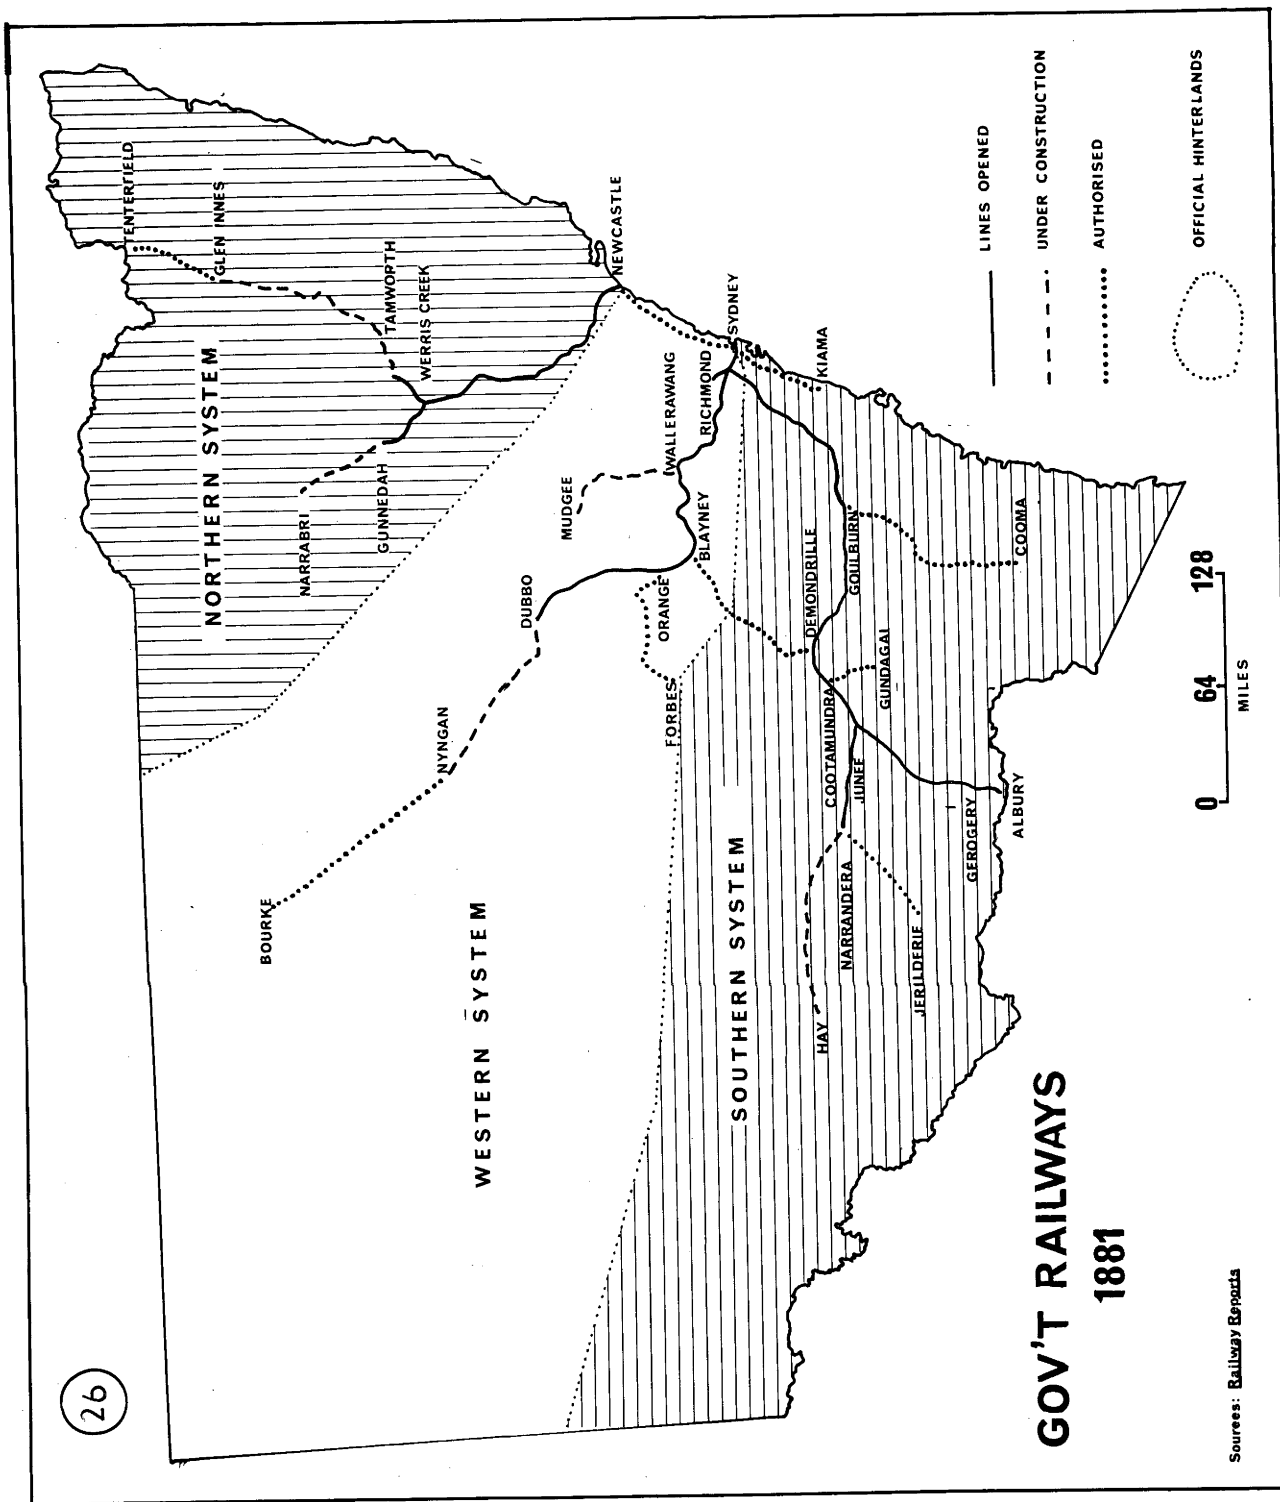 26
NORTHERN SYSTEM
TENTERFIELD
GLEN INNES
TAMWORTH
WERRIS CREEK
NARRABRI
GUNNEDAH
NEWCASTLE
BOURKE
NYNGAN
DUBBO
MUDGEE
WALLERAWANG
RICHMOND
SYDNEY
WESTERN SYSTEM
ORANGE
BLAYNEY
FORBES
KIAMA
SOUTHERN SYSTEM
DEMONDRILLE
GOULBURN
COOTAMUNDRA
GUNDAGAI
JUNEE
COOMA
HAY
NARRANDERA
JERILDERIE
GEROGERY
ALBURY
GOV'T RAILWAYS
1881
LINES OPENED
UNDER CONSTRUCTION
AUTHORISED
OFFICIAL HINTERLANDS
0 64 128
MILES
Sourees: Railway Reports